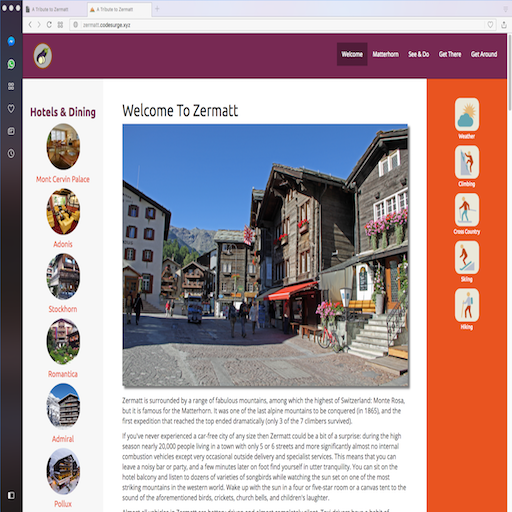 A Tribute to Zermatt
A Tribute to Zermatt
zermatt.codesurge.xyz
Welcome
Matterhorn
See & Do
Get There
Get Around
Hotels & Dining
Mont Cervin Palace
Adonis
Stockhorn
Romantica
Admiral
Pollux
Welcome To Zermatt
Zermatt is surrounded by a range of fabulous mountains, among which the highest of Switzerland: Monte Rosa,
but it is famous for the Matterhorn. It was one of the last alpine mountains to be conquered (in 1865), and the
first expedition that reached the top ended dramatically (only 3 of the 7 climbers survived).
If you've never experienced a car-free city of any size then Zermatt could be a bit of a surprise: during the high
season nearly 20,000 people living in a town with only 5 or 6 streets and more significantly almost no internal
combustion vehicles except very occasional outside delivery and specialist services. This means that you can
leave a noisy bar or party, and a few minutes later on foot find yourself in utter tranquility. You can sit on the
hotel balcony and listen to dozens of varieties of songbirds while watching the sun set on one of the most
striking mountains in the western world. Wake up with the sun in a four or five-star room or a canvas tent to the
sound of the aforementioned birds, crickets, church bells, and children's laughter.
Weather
Climbing
Cross Country
Skiing
Hiking